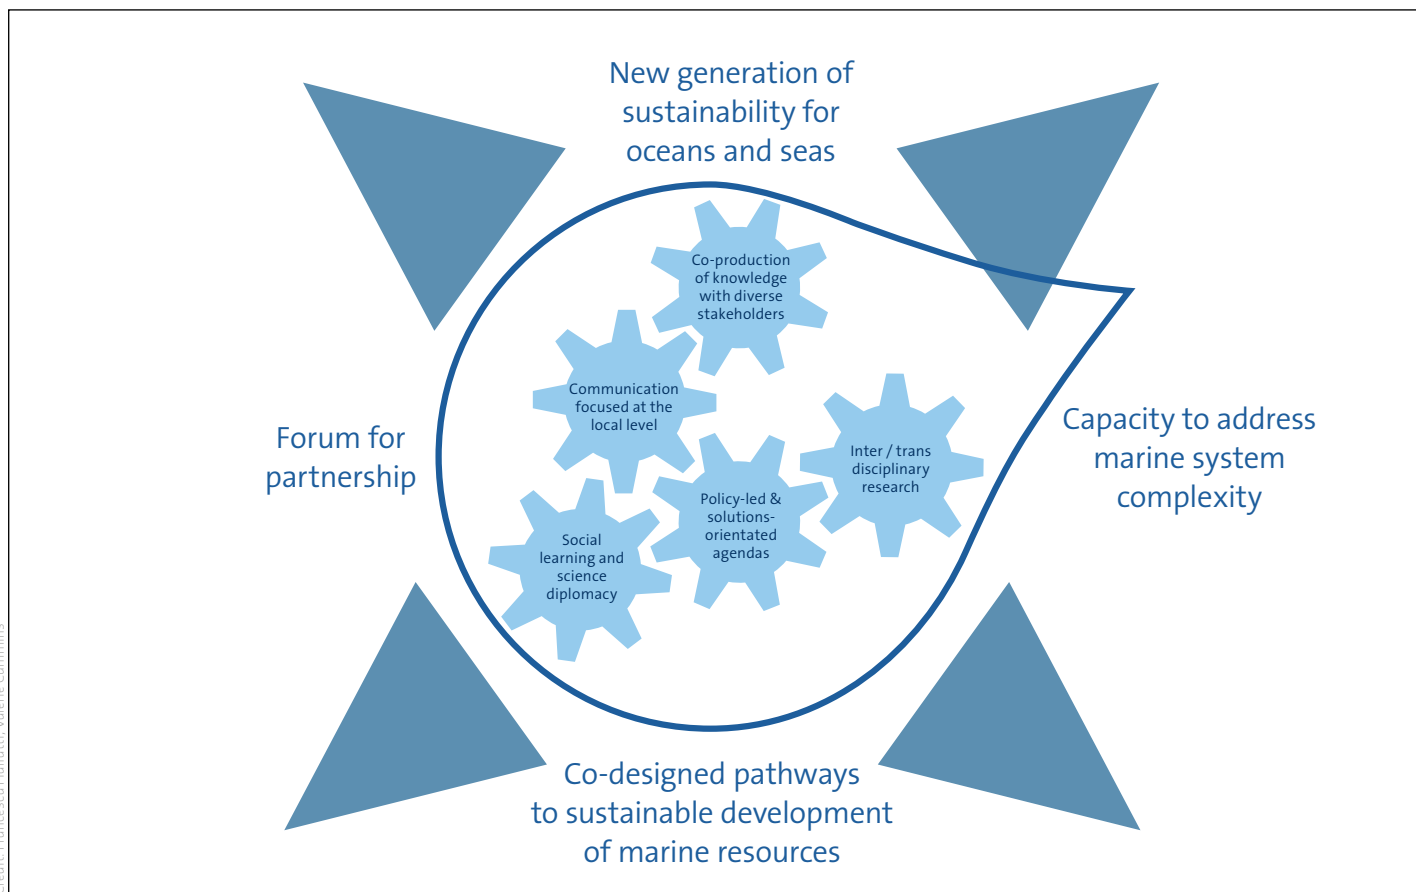 New generation of
sustainability for
oceans and seas
Co-production
of knowledge
with diverse
stakeholders
Communication
focused at the
local level
Forum for
partnership
Inter / trans
disciplinary
research
Capacity to address
marine system
complexity
Policy-led &
solutions-
orientated
agendas
Social
learning and
science
diplomacy
Co-designed pathways
to sustainable development
of marine resources